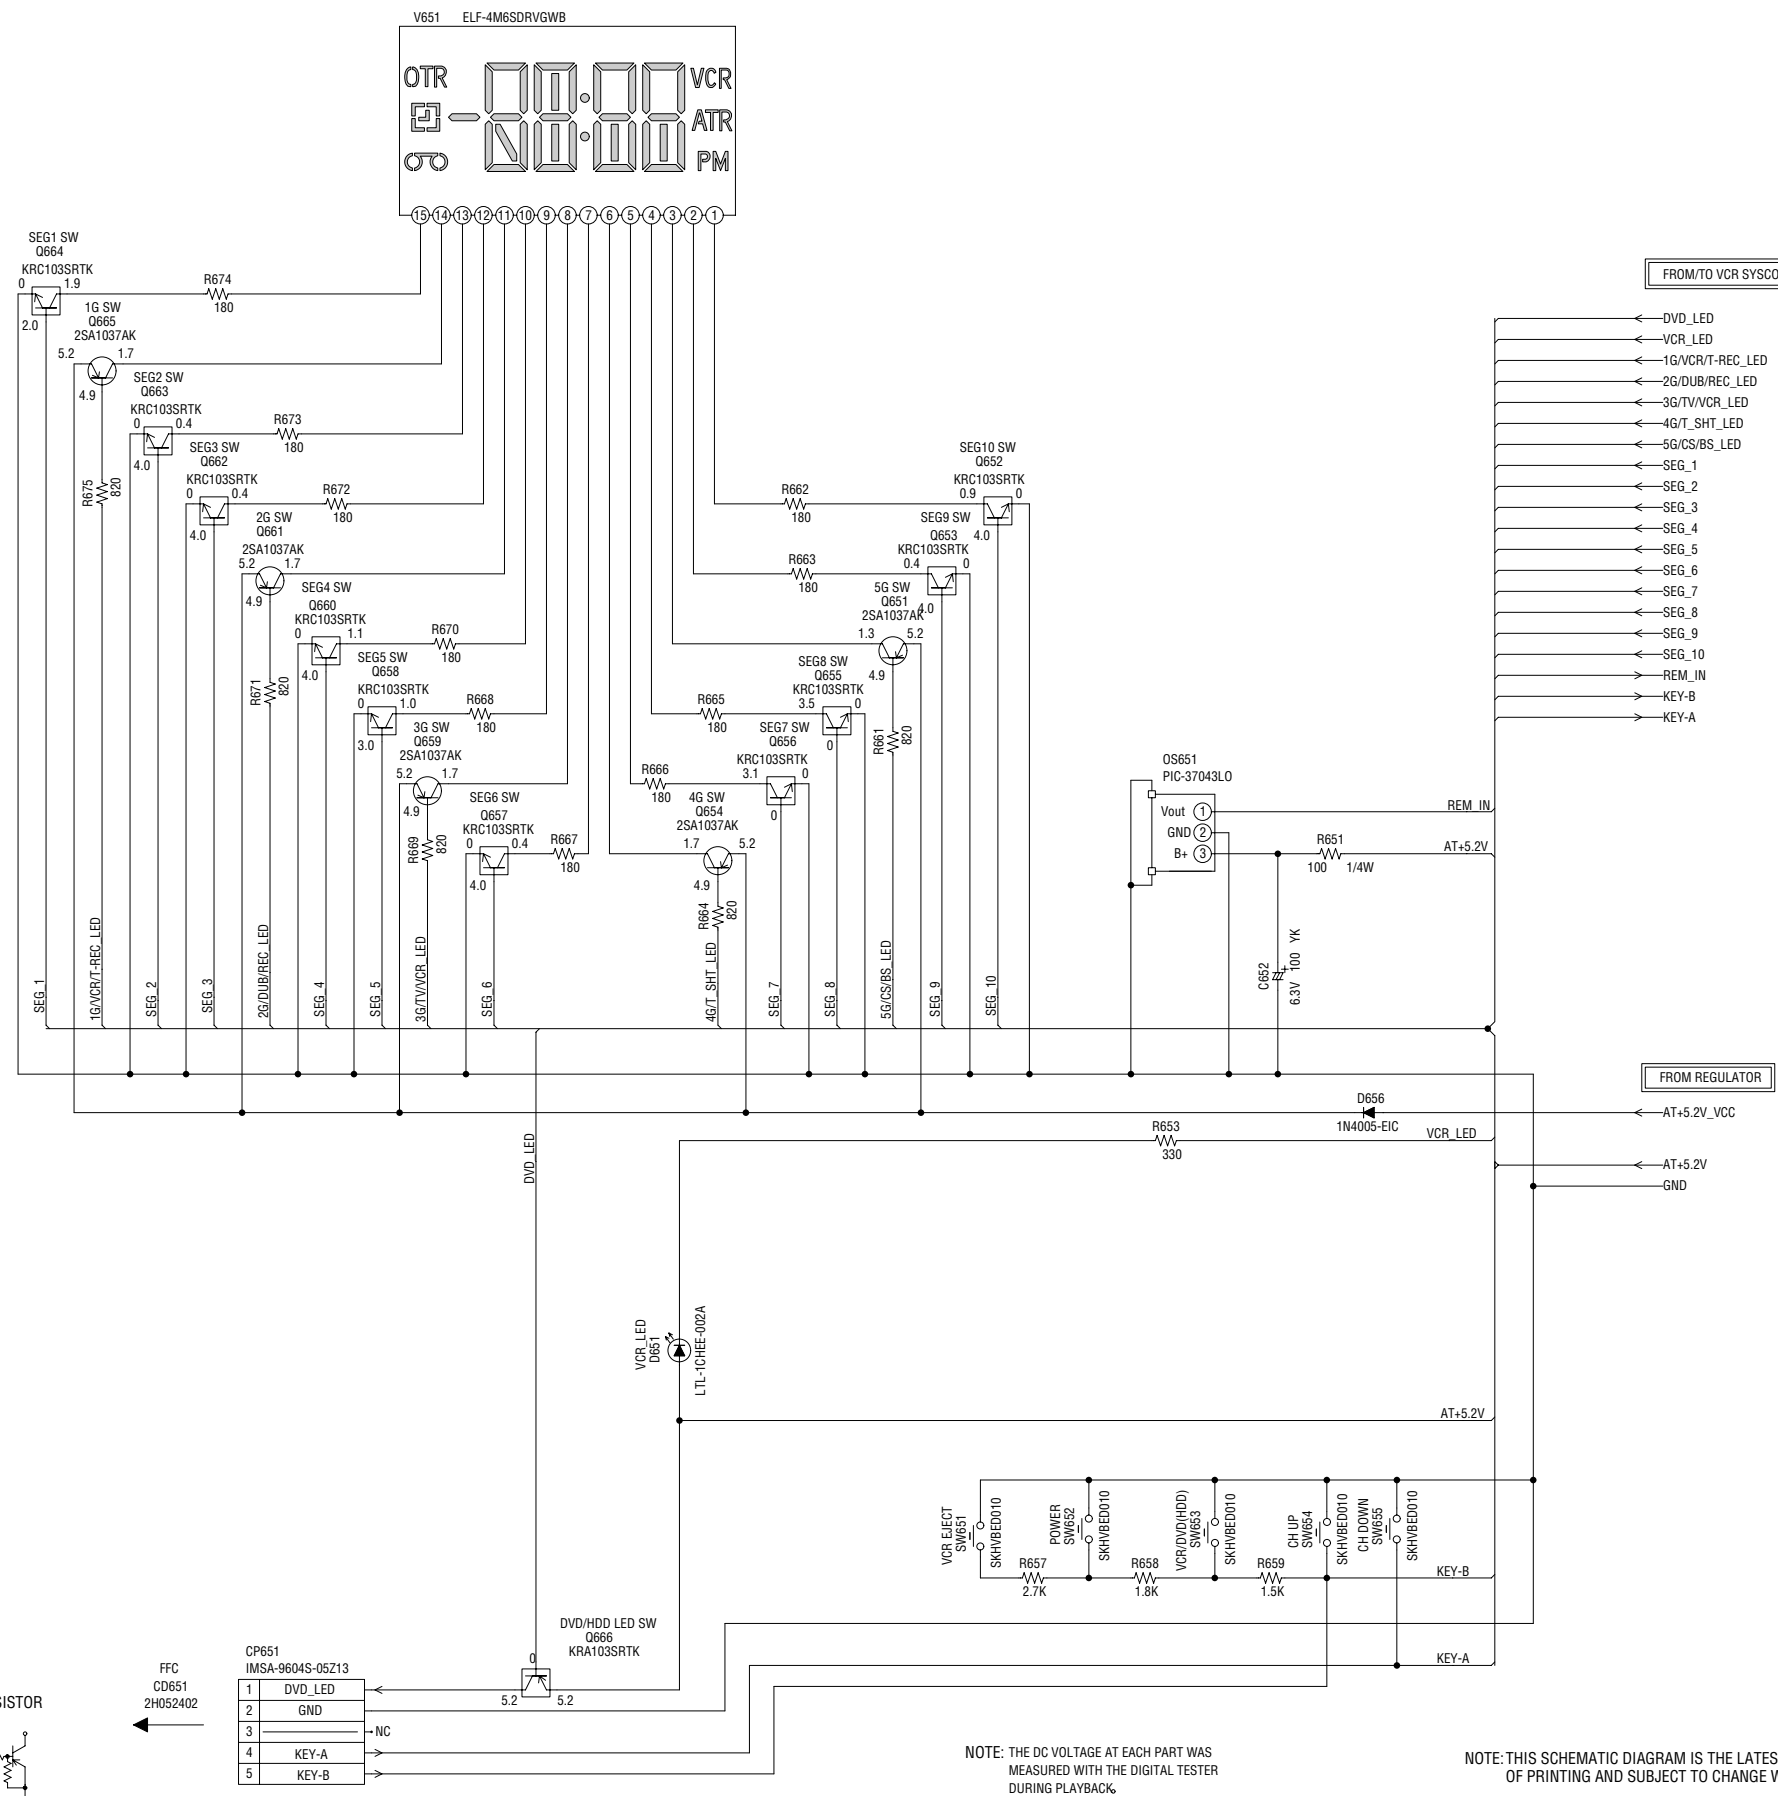 V651 ELF-4M6SDRVGWB
OTR
VCR
ATR
PM
15 14 13 12 11 10 9 8 7 6 5 4 3 2 1
SEG1 SW
Q664
KRC103SRTK
0 1.9
2.0
R674
180
1G SW
Q665
2SA1037AK
5.2 1.7
4.9
R675
820
SEG2 SW
Q663
KRC103SRTK
0 0.4
4.0
R673
180
SEG3 SW
Q662
KRC103SRTK
0 0.4
4.0
R672
180
2G SW
Q661
2SA1037AK
5.2 1.7
4.9
R671
820
SEG4 SW
Q660
KRC103SRTK
0 1.1
4.0
R670
180
SEG5 SW
Q658
KRC103SRTK
0 1.0
3.0
R668
180
3G SW
Q659
2SA1037AK
5.2 1.7
4.9
R669
820
SEG6 SW
Q657
KRC103SRTK
0 0.4
4.0
R667
180
SEG10 SW
Q652
KRC103SRTK
0.9 0
4.0
R662
180
SEG9 SW
Q653
KRC103SRTK
0.4 0
4.0
R663
180
5G SW
Q651
2SA1037AK
1.3 5.2
4.9
R661
820
SEG8 SW
Q655
KRC103SRTK
3.5 0
0
R665
180
SEG7 SW
Q656
KRC103SRTK
3.1 0
0
R666
180
4G SW
Q654
2SA1037AK
1.7 5.2
4.9
R664
820
SEG_1
1G/VCR/T-REC_LED
SEG_2
SEG_3
2G/DUB/REC_LED
SEG_4
SEG_5
3G/TV/VCR_LED
SEG_6
4G/T_SHT_LED
SEG_7
SEG_8
5G/CS/BS_LED
SEG_9
SEG_10
FROM/TO VCR SYSCO
DVD_LED
VCR_LED
1G/VCR/T-REC_LED
2G/DUB/REC_LED
3G/TV/VCR_LED
4G/T_SHT_LED
5G/CS/BS_LED
SEG_1
SEG_2
SEG_3
SEG_4
SEG_5
SEG_6
SEG_7
SEG_8
SEG_9
SEG_10
REM_IN
KEY-B
KEY-A
OS651
PIC-37043LO
Vout 1
GND 2
B+ 3
REM_IN
R651
100 1/4W
AT+5.2V
C652
6.3V 100 YK
FROM REGULATOR
AT+5.2V_VCC
AT+5.2V
GND
D656
1N4005-EIC
R653
330
VCR_LED
DVD_LED
VCR_LED
D651
LTL-1CHEE-002A
AT+5.2V
VCR EJECT
SW651
SKHVBED010
POWER
SW652
SKHVBED010
VCR/DVD(HDD)
SW653
SKHVBED010
CH UP
SW654
SKHVBED010
CH DOWN
SW655
SKHVBED010
R657
2.7K
R658
1.8K
R659
1.5K
KEY-B
KEY-A
DVD/HDD LED SW
Q666
KRA103SRTK
0
5.2 5.2
CP651
IMSA-9604S-05Z13
1 DVD_LED
2 GND
3 NC
4 KEY-A
5 KEY-B
FFC
CD651
2H052402
SISTOR
NOTE: THE DC VOLTAGE AT EACH PART WAS
MEASURED WITH THE DIGITAL TESTER
DURING PLAYBACK.
NOTE: THIS SCHEMATIC DIAGRAM IS THE LATES
OF PRINTING AND SUBJECT TO CHANGE W